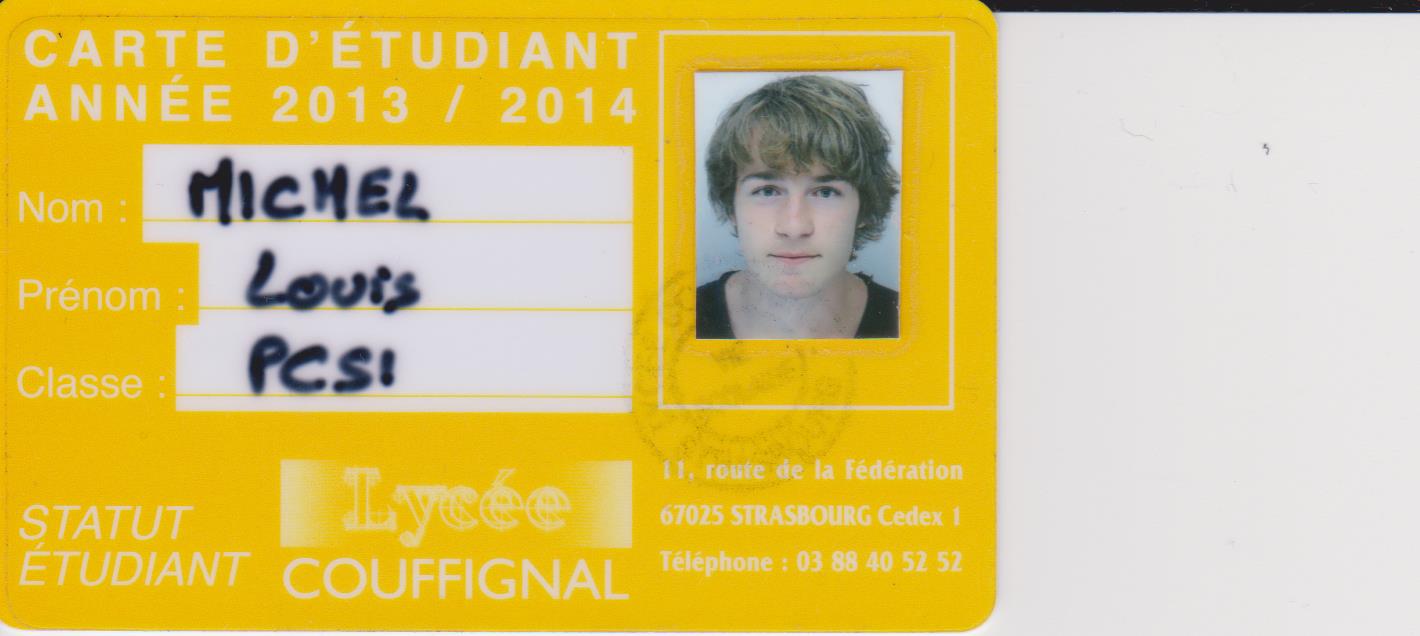 CARTE D'ÉTUDIANT
ANNÉE 2013 / 2014
Nom : MICHEL
Prénom : Louis
Classe : PCSI
STATUT
ÉTUDIANT
Lycée
COUFFIGNAL
11, route de la Fédération
67025 STRASBOURG Cedex 1
Téléphone : 03 88 40 52 52